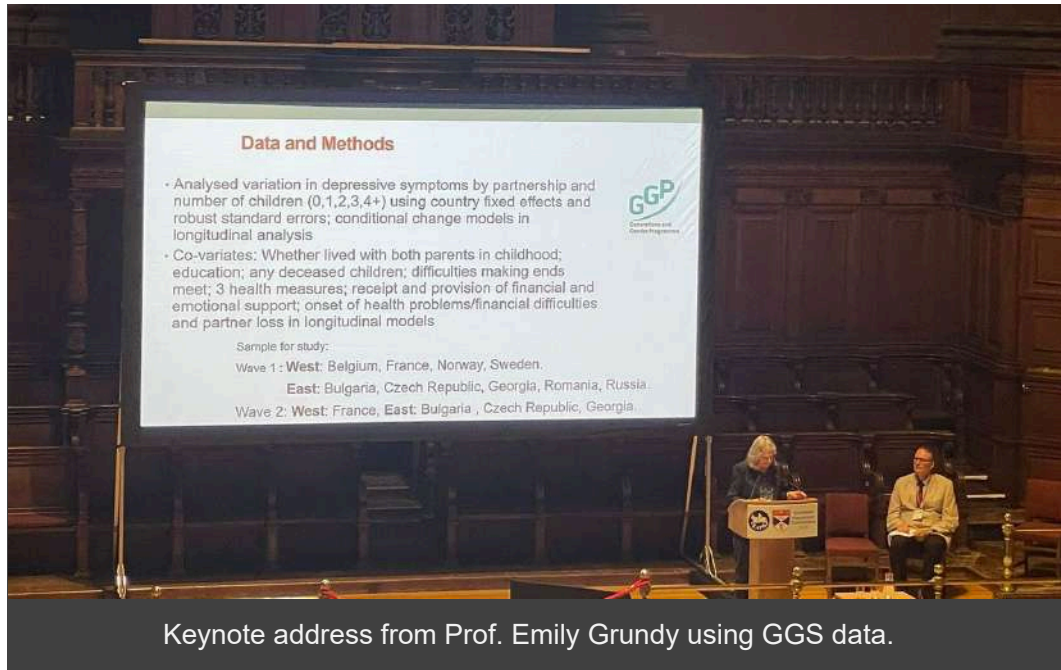 Data and Methods
• Analysed variation in depressive symptoms by partnership and
number of children (0,1,2,3,4+) using country fixed effects and
robust standard errors; conditional change models in
longitudinal analysis
• Co-variates: Whether lived with both parents in childhood;
education; any deceased children; difficulties making ends
meet; 3 health measures; receipt and provision of financial and
emotional support; onset of health problems/financial difficulties
and partner loss in longitudinal models
GGP
Generations and
Gender Programme
Sample for study:
Wave 1 : West: Belgium, France, Norway, Sweden.
East: Bulgaria, Czech Republic, Georgia, Romania, Russia.
Wave 2: West: France, East: Bulgaria , Czech Republic, Georgia.
Keynote address from Prof. Emily Grundy using GGS data.